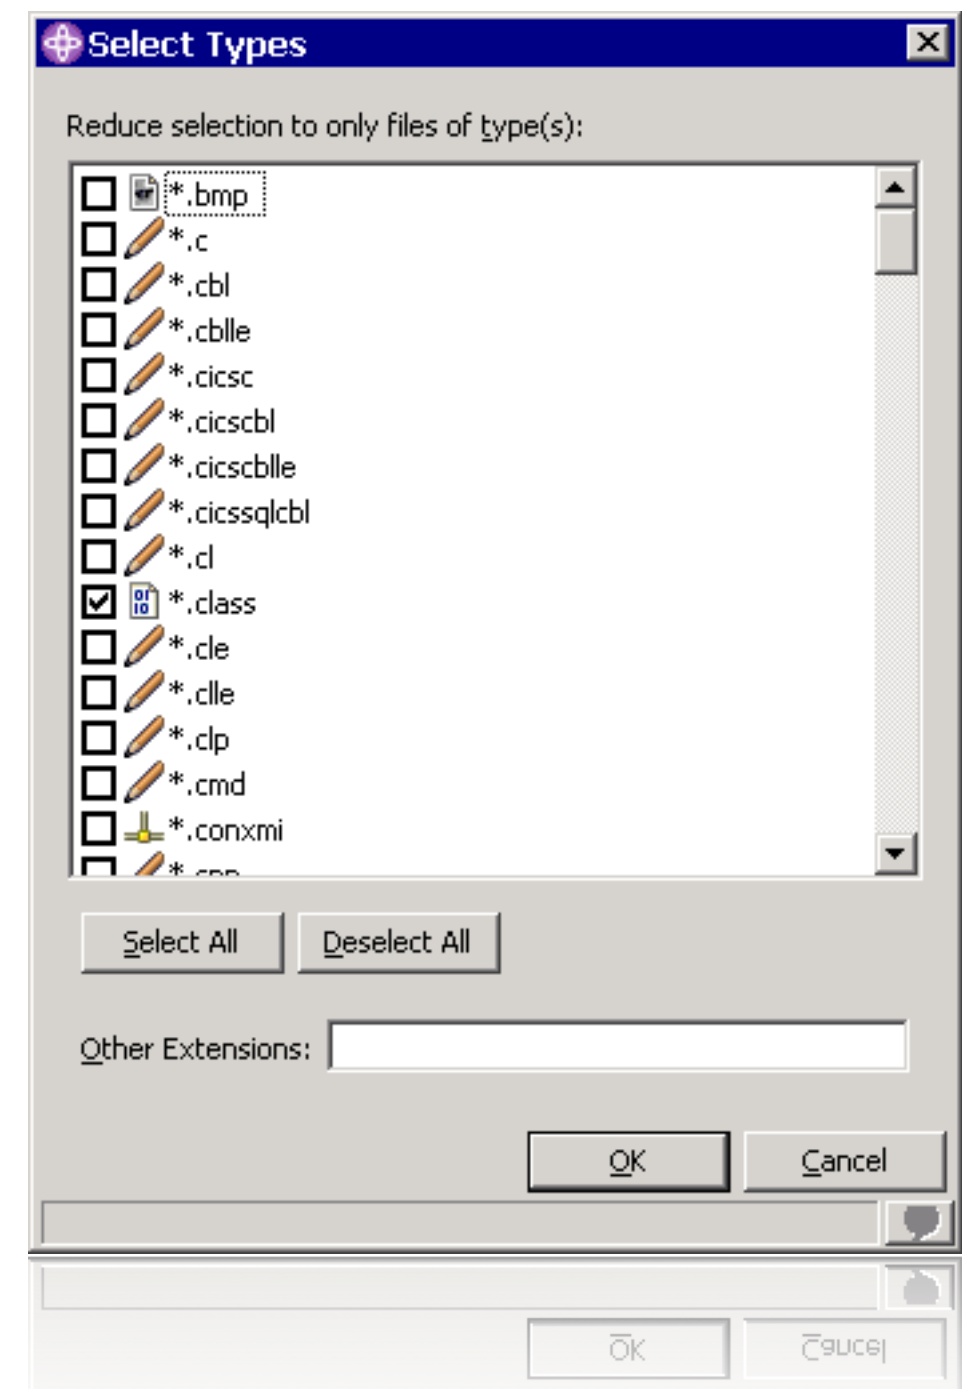 Select Types
Reduce selection to only files of type(s):
*.bmp
*.c
*.cbl
*.cblle
*.cicsc
*.cicscbl
*.cicscblle
*.cicssqlcbl
*.cl
*.class
*.cle
*.clle
*.clp
*.cmd
*.conxmi
Select All Deselect All
Other Extensions:
OK Cancel